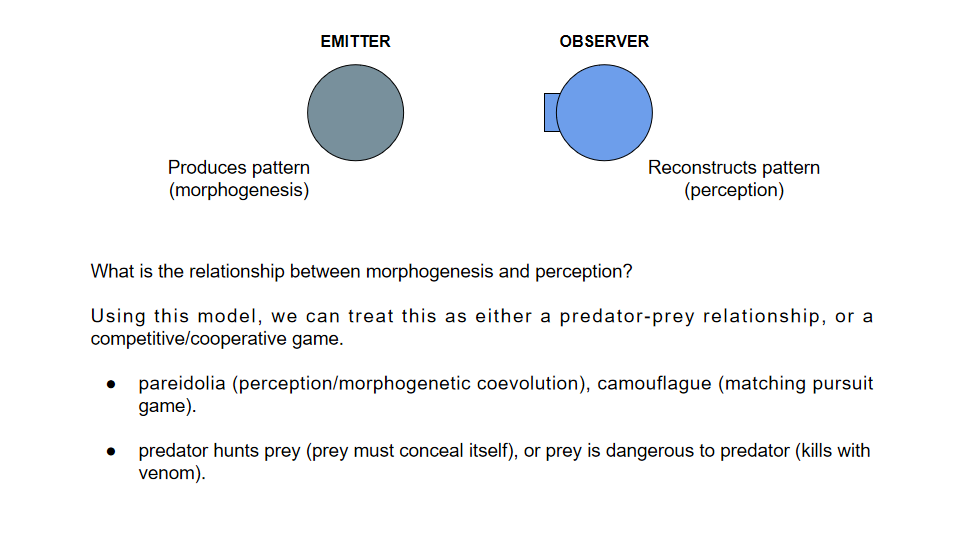 EMITTER
OBSERVER
Produces pattern
(morphogenesis)
Reconstructs pattern
(perception)
What is the relationship between morphogenesis and perception?
Using this model, we can treat this as either a predator-prey relationship, or a
competitive/cooperative game.
● pareidolia (perception/morphogenetic coevolution), camouflague (matching pursuit
game).
● predator hunts prey (prey must conceal itself), or prey is dangerous to predator (kills with
venom).